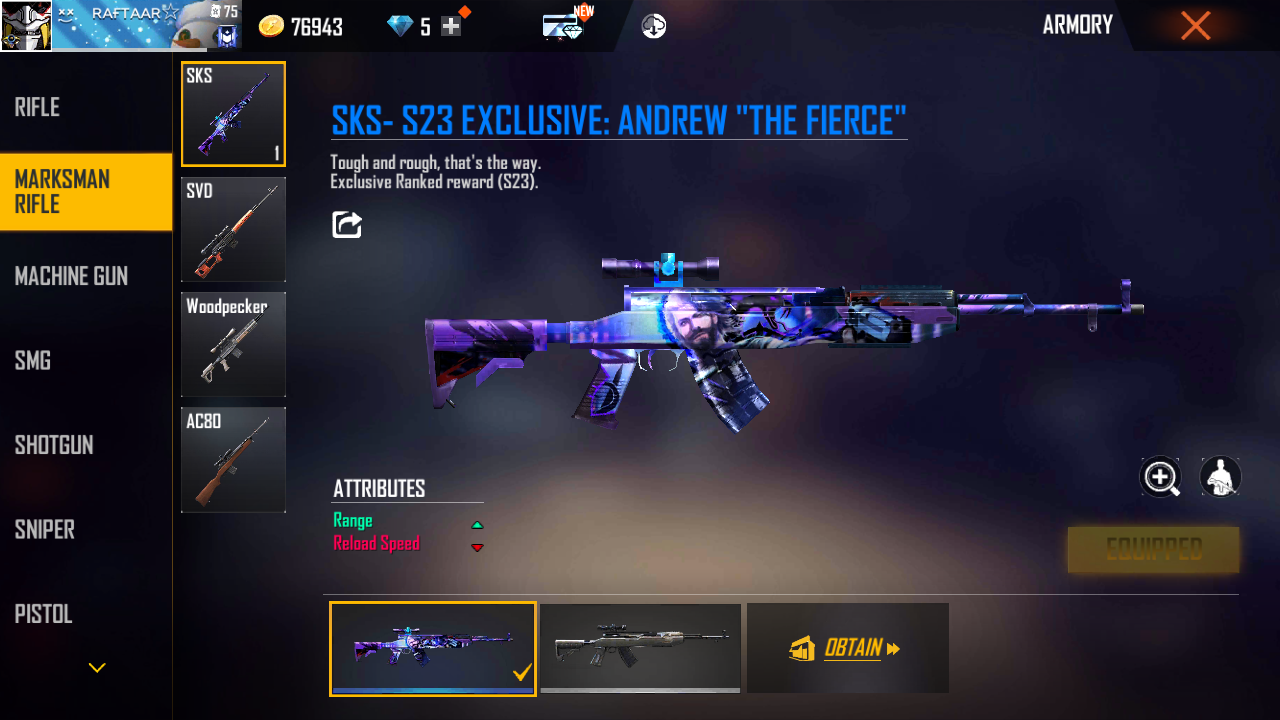 RAFTAAR☆
75
76943
5
NEW
ARMORY
RIFLE
MARKSMAN
RIFLE
MACHINE GUN
SMG
SHOTGUN
SNIPER
PISTOL
SKS
1
SVD
Woodpecker
AC80
SKS- S23 EXCLUSIVE: ANDREW "THE FIERCE"
Tough and rough, that's the way.
Exclusive Ranked reward (S23).
ATTRIBUTES
Range
Reload Speed
EQUIPPED
OBTAIN